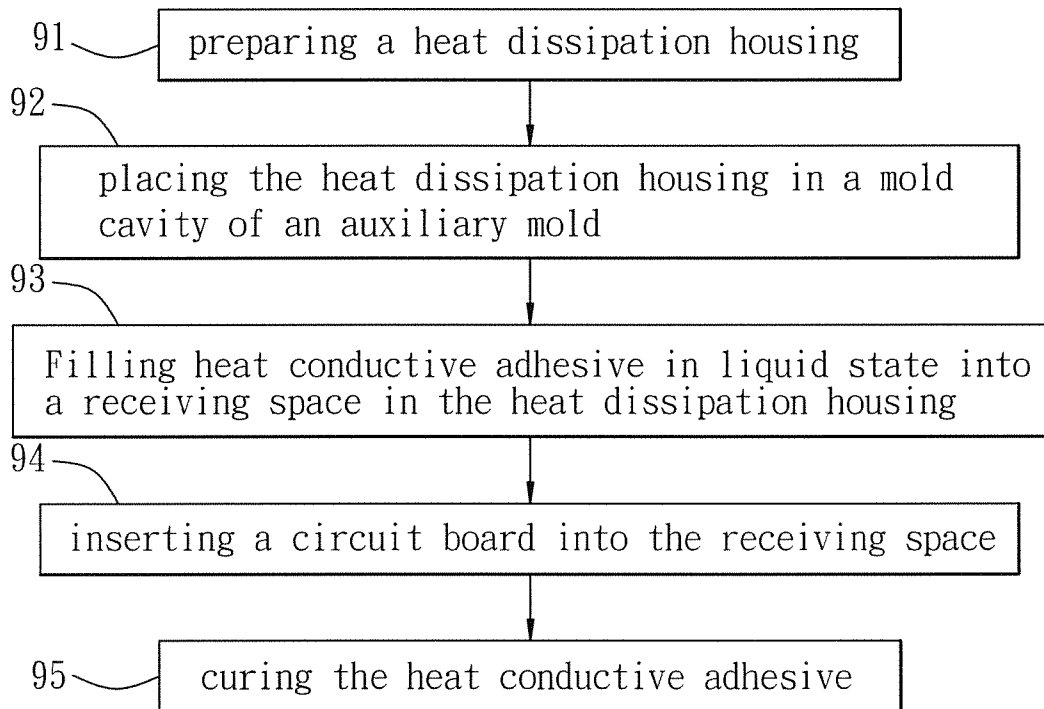 91
preparing a heat dissipation housing
92
placing the heat dissipation housing in a mold
cavity of an auxiliary mold
93
Filling heat conductive adhesive in liquid state into
a receiving space in the heat dissipation housing
94
inserting a circuit board into the receiving space
95
curing the heat conductive adhesive